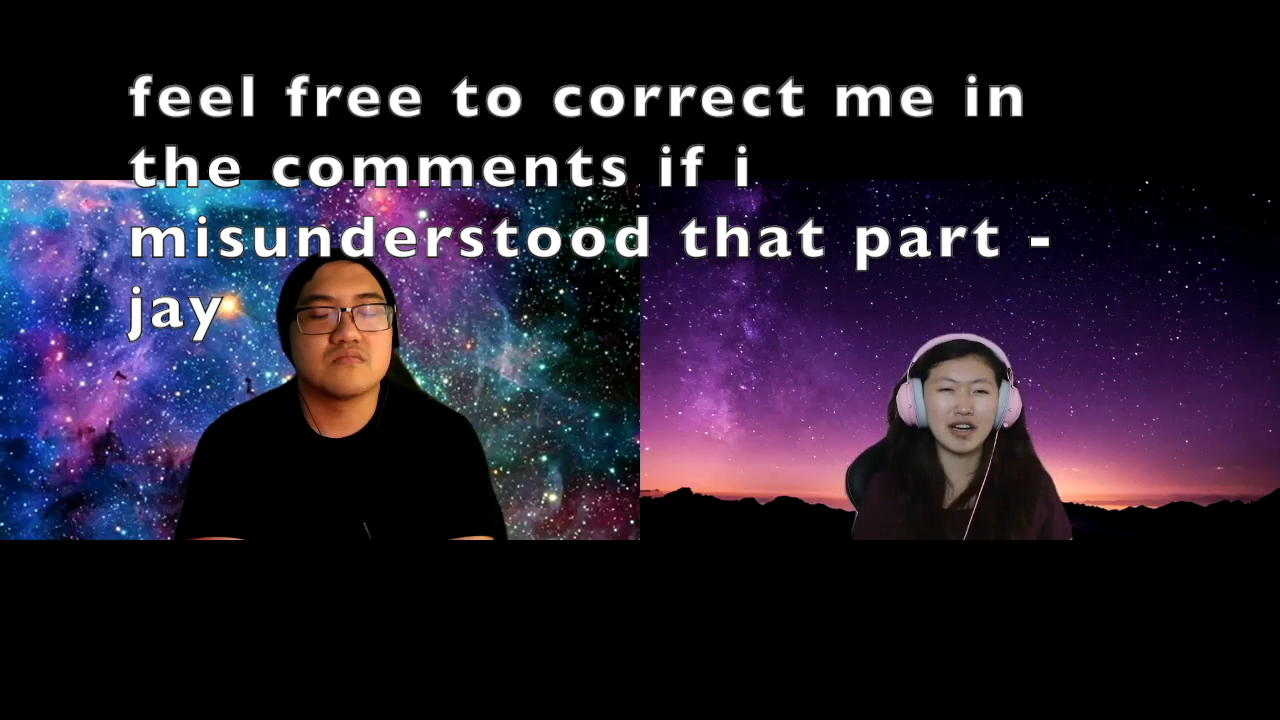 feel free to correct me in
the comments if i
misunderstood that part -
jay